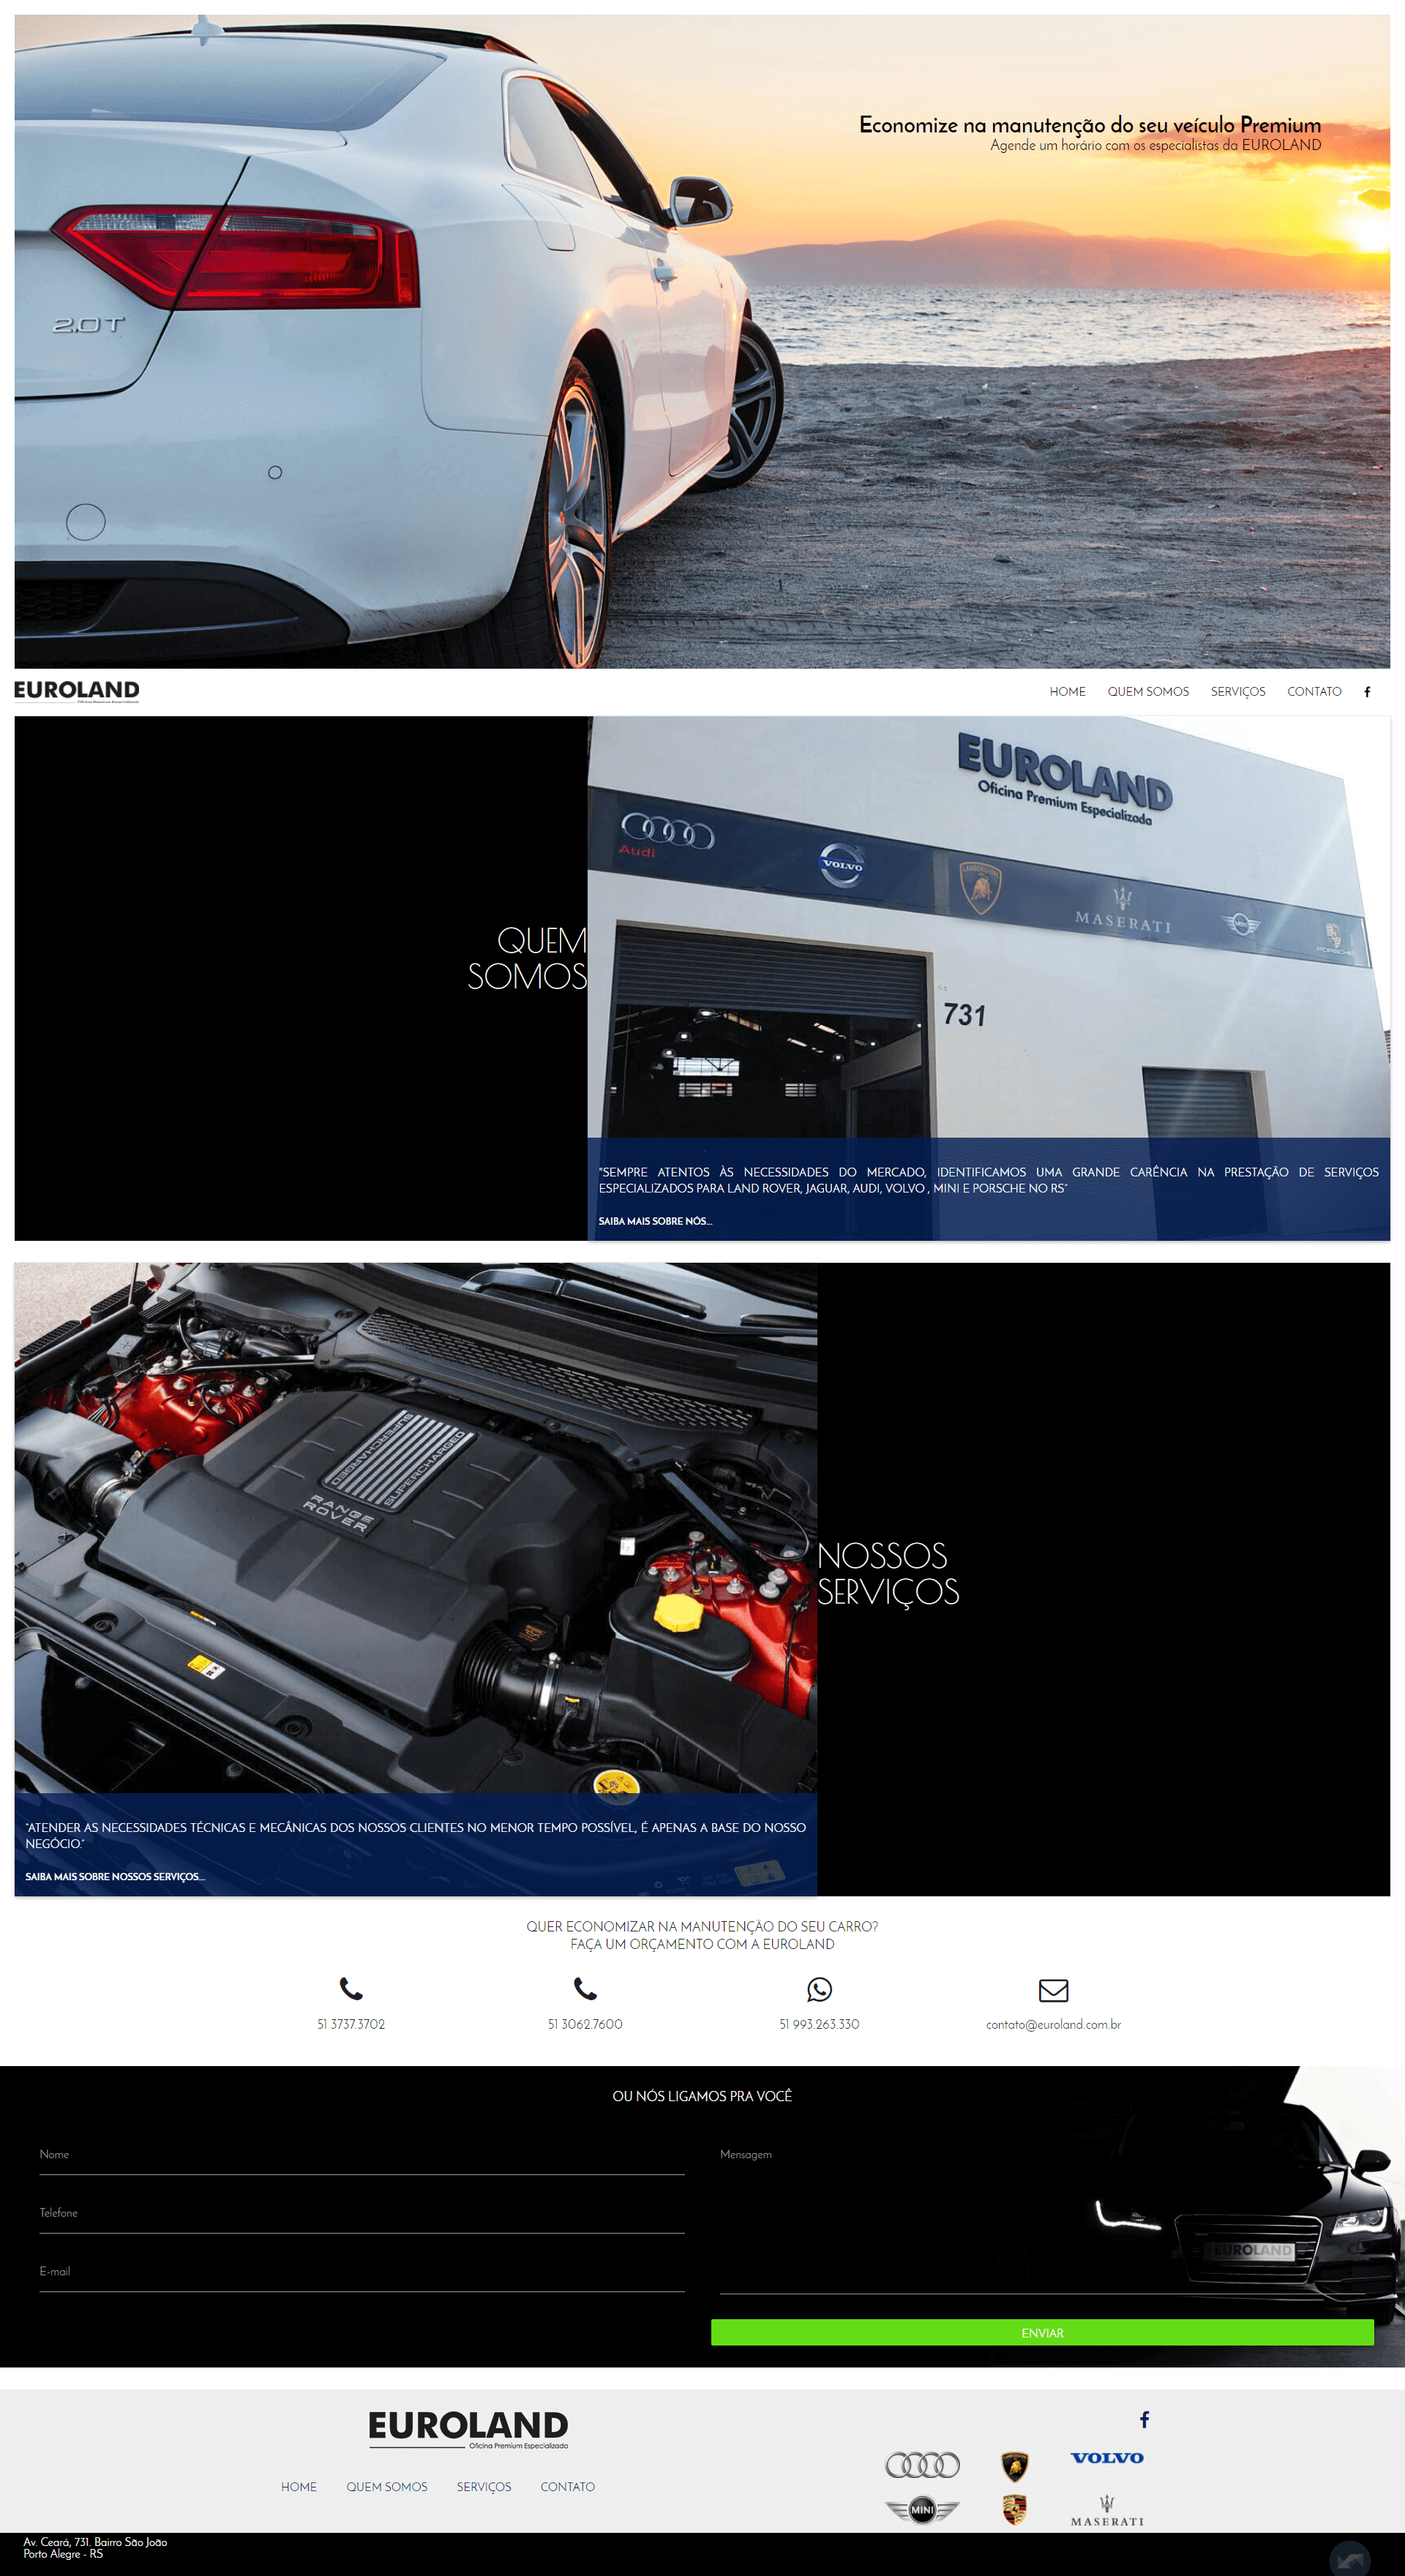 Economize na manutenção do seu veículo Premium
Agende um horário com os especialistas da EUROLAND
2.0T
EUROLAND
Oficina Premium Especializada
HOME QUEM SOMOS SERVIÇOS CONTATO
EUROLAND
Oficina Premium Especializada
Audi
VOLVO
LAMBORGHINI
MASERATI
MINI
PORSCHE
731
QUEM
SOMOS
"SEMPRE ATENTOS ÀS NECESSIDADES DO MERCADO, IDENTIFICAMOS UMA GRANDE CARÊNCIA NA PRESTAÇÃO DE SERVIÇOS
ESPECIALIZADOS PARA LAND ROVER, JAGUAR, AUDI, VOLVO , MINI E PORSCHE NO RS"
SAIBA MAIS SOBRE NÓS...
SUPERCHARGED
SUPERCHARGED
RANGE
ROVER
NOSSOS
SERVIÇOS
"ATENDER AS NECESSIDADES TÉCNICAS E MECÂNICAS DOS NOSSOS CLIENTES NO MENOR TEMPO POSSÍVEL, É APENAS A BASE DO NOSSO
NEGÓCIO."
SAIBA MAIS SOBRE NOSSOS SERVIÇOS...
QUER ECONOMIZAR NA MANUTENÇÃO DO SEU CARRO?
FAÇA UM ORÇAMENTO COM A EUROLAND
51 3737.3702
51 3062.7600
51 993.263.330
contato@euroland.com.br
OU NÓS LIGAMOS PRA VOCÊ
Nome
Mensagem
Telefone
E-mail
EUROLAND
ENVIAR
EUROLAND
Oficina Premium Especializada
HOME QUEM SOMOS SERVIÇOS CONTATO
VOLVO
MINI
MASERATI
Av. Ceará, 731. Bairro São João
Porto Alegre - RS